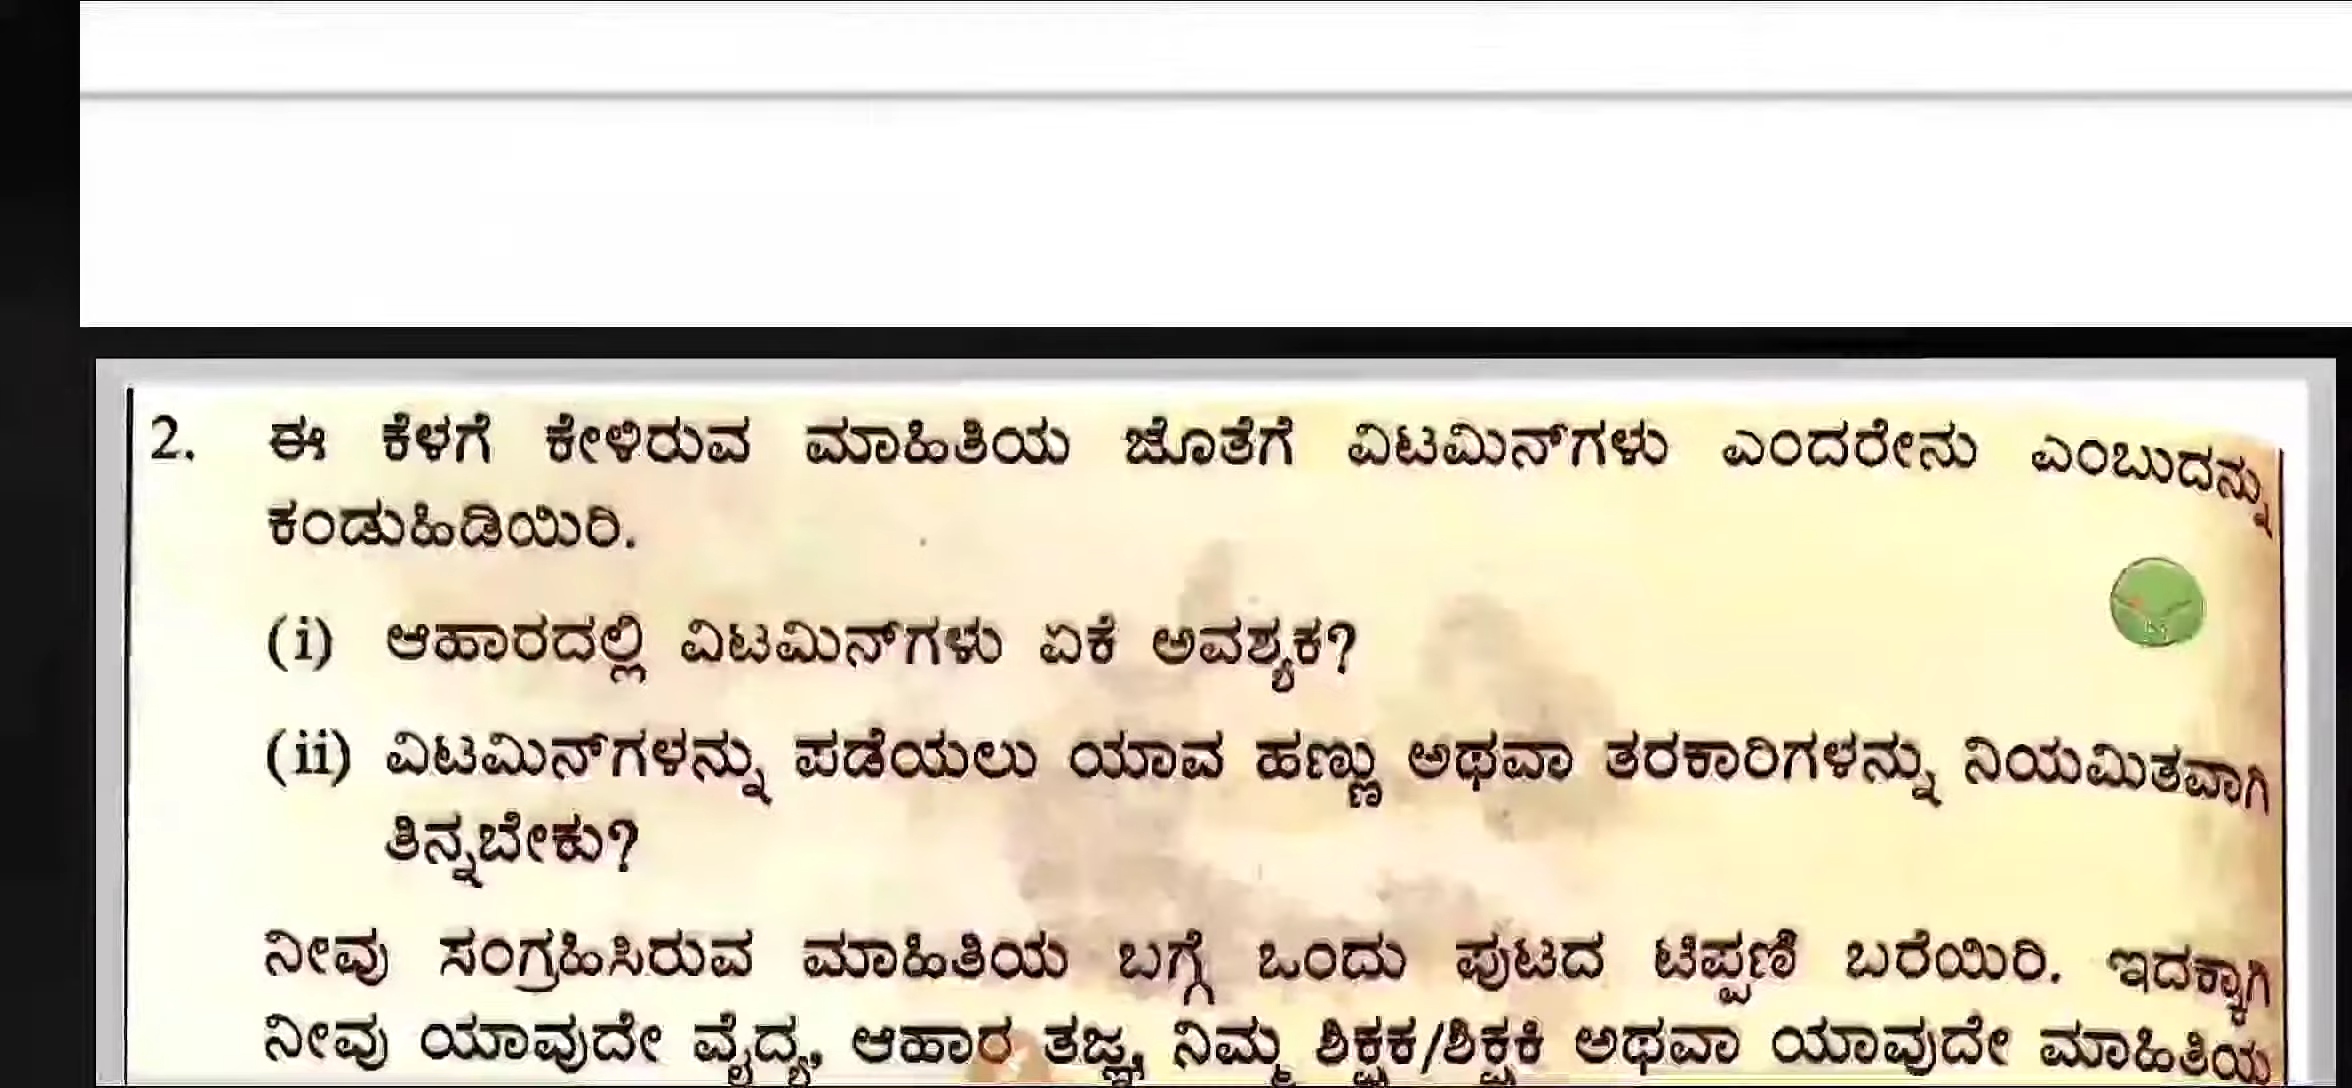 2. ಈ ಕೆಳಗೆ ಕೇಳಿರುವ ಮಾಹಿತಿಯ ಜೊತೆಗೆ ವಿಟಮಿನ್‌ಗಳು ಎಂದರೇನು ಎಂಬುದನ್ನು
ಕಂಡುಹಿಡಿಯಿರಿ.
(i) ಆಹಾರದಲ್ಲಿ ವಿಟಮಿನ್‌ಗಳು ಏಕೆ ಅವಶ್ಯಕ?
(ii) ವಿಟಮಿನ್‌ಗಳನ್ನು ಪಡೆಯಲು ಯಾವ ಹಣ್ಣು ಅಥವಾ ತರಕಾರಿಗಳನ್ನು ನಿಯಮಿತವಾಗಿ
ತಿನ್ನಬೇಕು?
ನೀವು ಸಂಗ್ರಹಿಸಿರುವ ಮಾಹಿತಿಯ ಬಗ್ಗೆ ಒಂದು ಪುಟದ ಟಿಪ್ಪಣಿ ಬರೆಯಿರಿ. ಇದಕ್ಕಾಗಿ
ನೀವು ಯಾವುದೇ ವೈದ್ಯ, ಆಹಾರ ತಜ್ಞ, ನಿಮ್ಮ ಶಿಕ್ಷಕ/ಶಿಕ್ಷಕಿ ಅಥವಾ ಯಾವುದೇ ಮಾಹಿತಿಯ